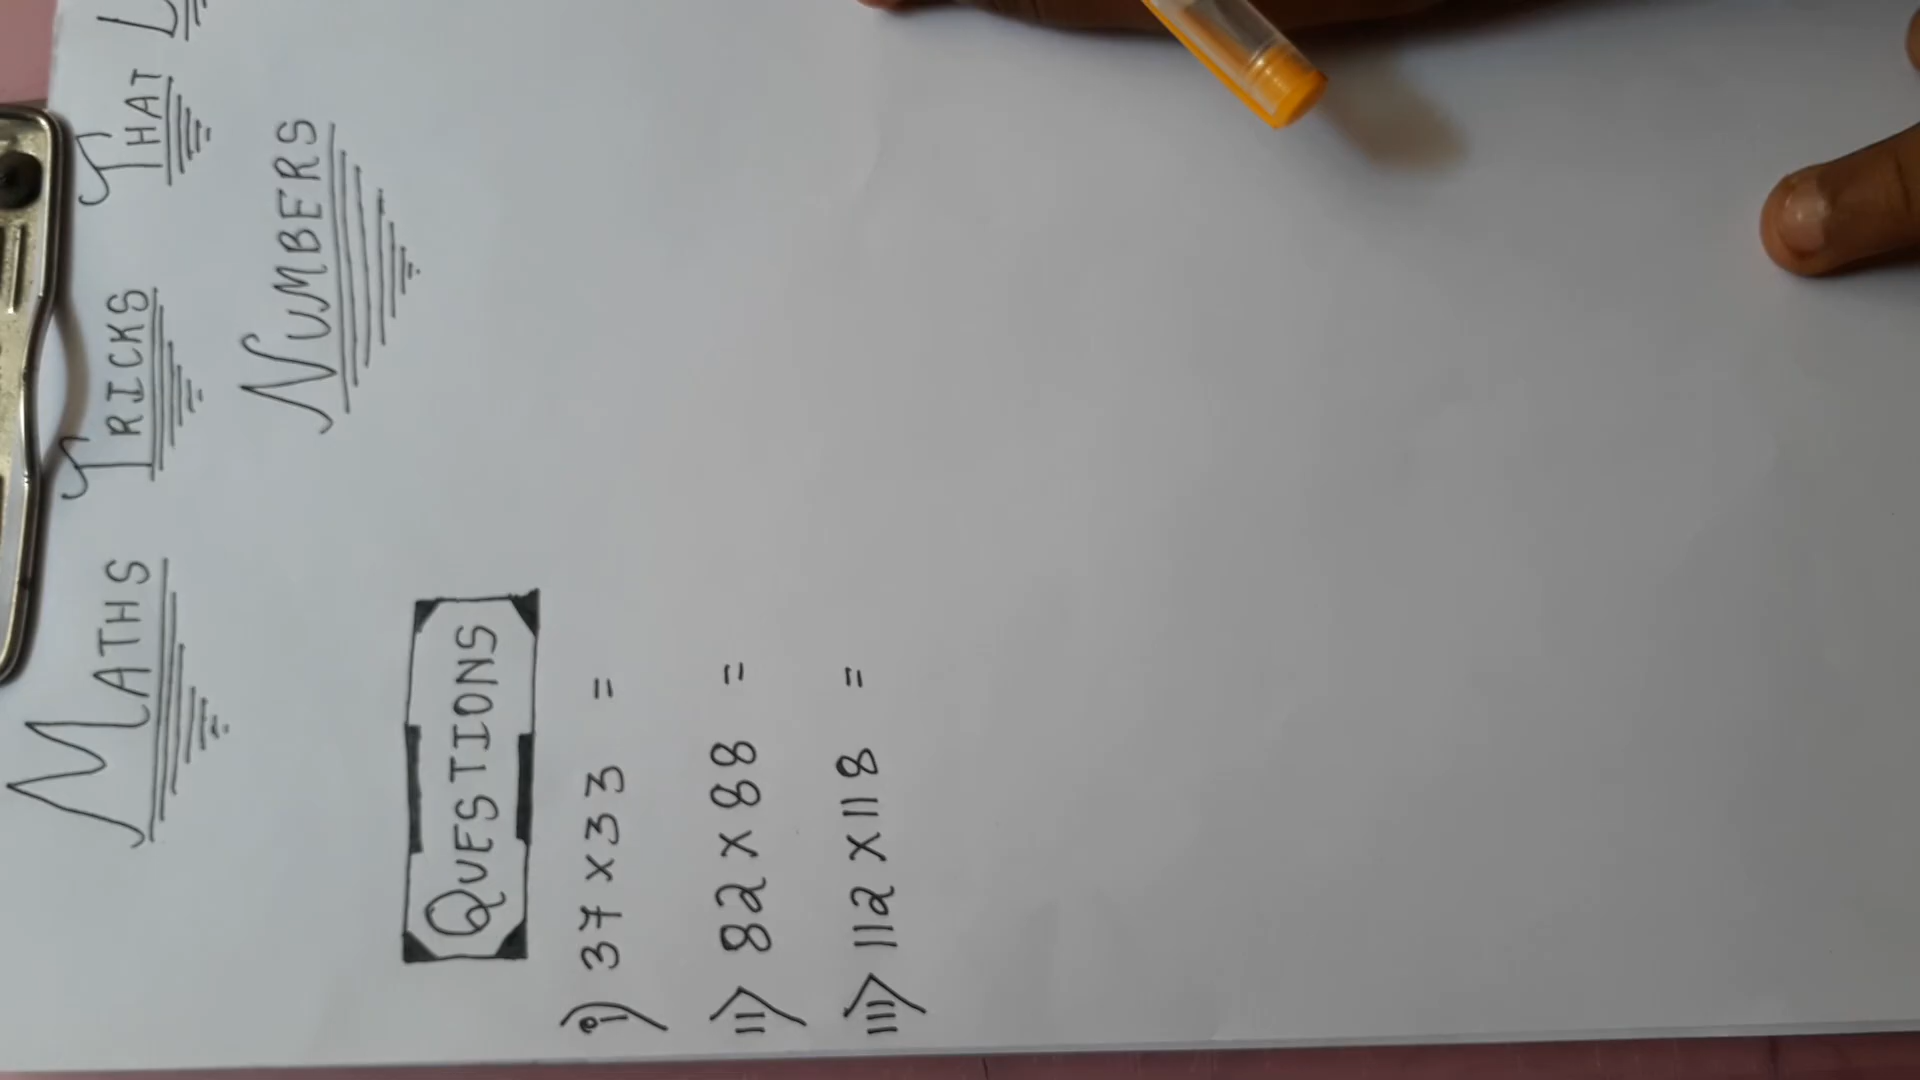 MATHS TRICKS THAT
NUMBERS
QUESTIONS
i) 37 x 33 =
ii) 82 x 88 =
iii) 112 x 118 =